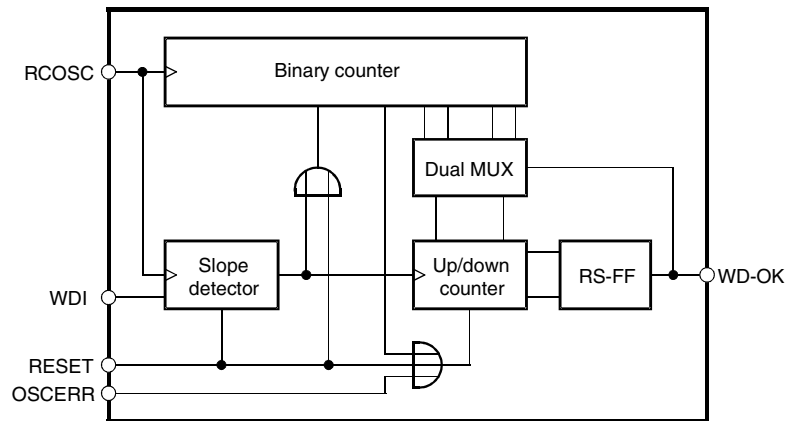 RCOSC
Binary counter
Dual MUX
Slope
detector
Up/down
counter
RS-FF
WD-OK
WDI
RESET
OSCERR